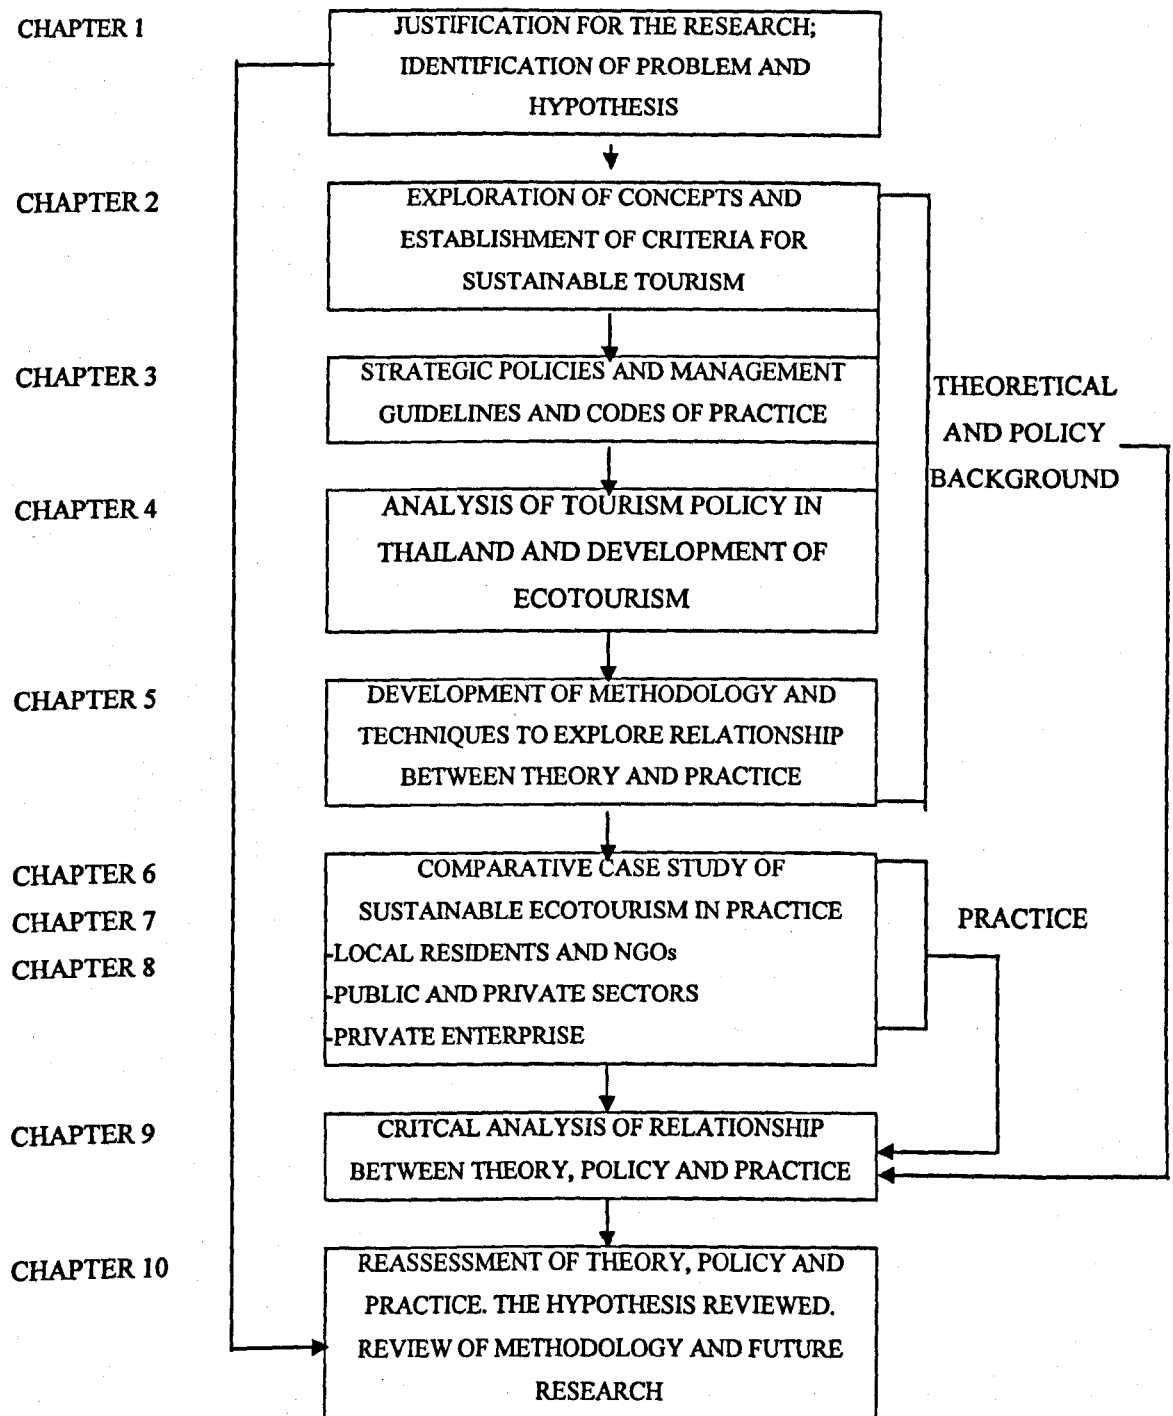 CHAPTER 1
JUSTIFICATION FOR THE RESEARCH;
IDENTIFICATION OF PROBLEM AND
HYPOTHESIS
CHAPTER 2
EXPLORATION OF CONCEPTS AND
ESTABLISHMENT OF CRITERIA FOR
SUSTAINABLE TOURISM
CHAPTER 3
STRATEGIC POLICIES AND MANAGEMENT
GUIDELINES AND CODES OF PRACTICE
THEORETICAL
AND POLICY
BACKGROUND
CHAPTER 4
ANALYSIS OF TOURISM POLICY IN
THAILAND AND DEVELOPMENT OF
ECOTOURISM
CHAPTER 5
DEVELOPMENT OF METHODOLOGY AND
TECHNIQUES TO EXPLORE RELATIONSHIP
BETWEEN THEORY AND PRACTICE
CHAPTER 6
CHAPTER 7
CHAPTER 8
COMPARATIVE CASE STUDY OF
SUSTAINABLE ECOTOURISM IN PRACTICE
-LOCAL RESIDENTS AND NGOs
-PUBLIC AND PRIVATE SECTORS
-PRIVATE ENTERPRISE
PRACTICE
CHAPTER 9
CRITCAL ANALYSIS OF RELATIONSHIP
BETWEEN THEORY, POLICY AND PRACTICE
CHAPTER 10
REASSESSMENT OF THEORY, POLICY AND
PRACTICE. THE HYPOTHESIS REVIEWED.
REVIEW OF METHODOLOGY AND FUTURE
RESEARCH